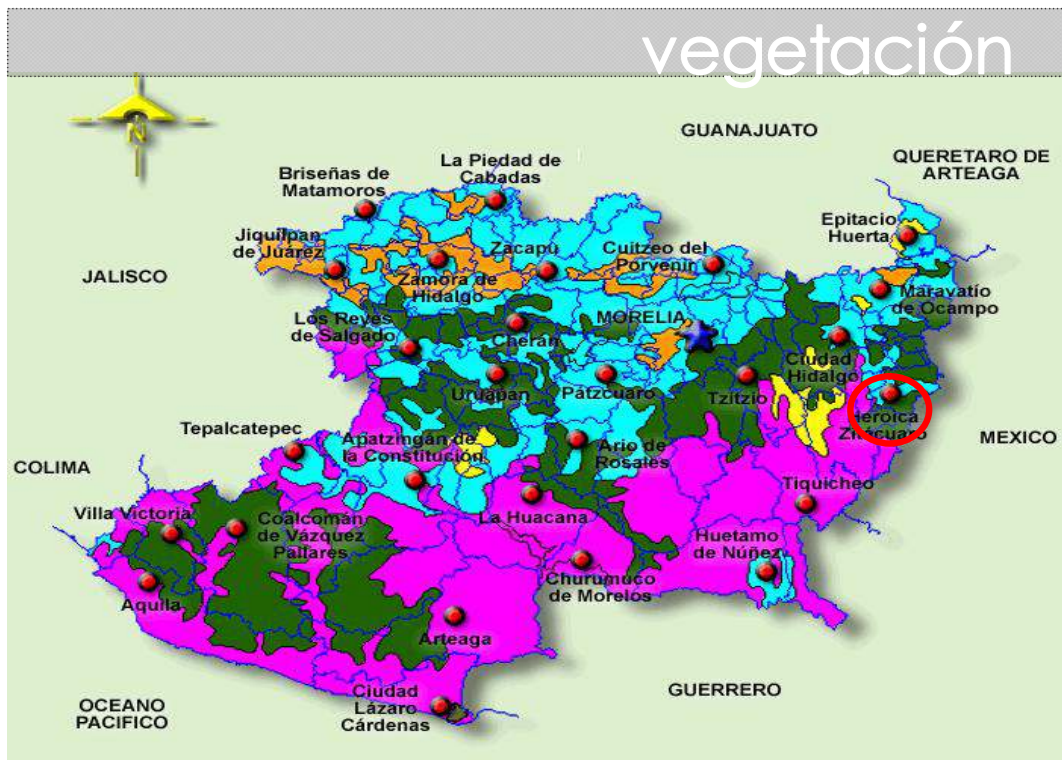 vegetación
N
GUANAJUATO
QUERETARO DE
ARTEAGA
La Piedad de
Cabadas
Briseñas de
Matamoros
Epitacio
Huerta
Jiquilpan
de Juárez
Zacapu
Cuitzeo del
Porvenir
JALISCO
Zamora de
Hidalgo
Maravatío
de Ocampo
Los Reyes
de Salgado
MORELIA
Cherán
Ciudad
Hidalgo
Uruapan
Pátzcuaro
Tzitzio
Heroica
Zitácuaro
Tepalcatepec
Apatzingán de
la Constitución
Ario de
Rosales
MEXICO
COLIMA
Tiquicheo
Villa Victoria
Coalcomán
de Vázquez
Pallares
La Huacana
Huetamo
de Núñez
Aquila
Churumuco
de Morelos
Arteaga
Ciudad
Lázaro
Cárdenas
GUERRERO
OCEANO
PACIFICO